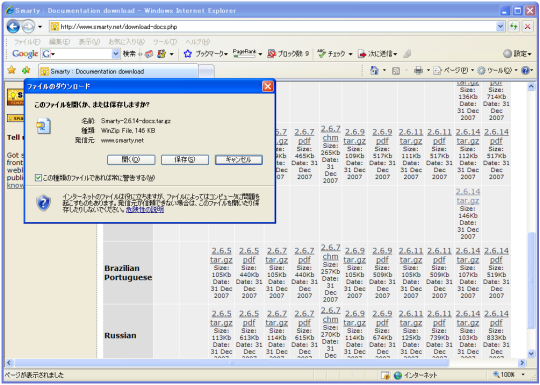 Smarty : Documentation download - Windows Internet Explorer
http://www.smarty.net/download-docs.php
ファイル(F) 編集(E) 表示(V) お気に入り(A) ツール(T) ヘルプ(H)
Google G 検索 ブックマーク PageRank ブロック数: 9 チェック 次に送信 設定
Smarty : Documentation download ページ(P) ツール(O)
ファイルのダウンロード
このファイルを開くか、または保存しますか?
名前: Smarty-2.6.14-docs.tar.gz
種類: WinZip File, 146 KB
発信元: www.smarty.net
開く(O) 保存(S) キャンセル
この種類のファイルであれば常に警告する(W)
インターネットのファイルは役に立ちますが、ファイルによってはコンピュータに問題を
起こすものもあります。発信元が信頼できない場合は、このファイルを開いたり保
存したりしないでください。危険性の説明
tar.gz pdf
Size: Size:
136Kb 714Kb
Date: Date:
31 Dec 31 Dec
2007 2007
2.6.7 2.6.7 2.6.9 2.6.9 2.6.11 2.6.11 2.6.14 2.6.14
pdf chm tar.gz pdf tar.gz pdf tar.gz pdf
Size: Size: Size: Size: Size: Size: Size: Size:
465Kb 265Kb 109Kb 517Kb 111Kb 517Kb 112Kb 517Kb
Date: Date: Date: Date: Date: Date: Date: Date:
31 Dec 31 Dec 31 Dec 31 Dec 31 Dec 31 Dec 31 Dec 31 Dec
2007 2007 2007 2007 2007 2007 2007 2007
2.6.14
tar.gz
Size:
146Kb
Date:
31 Dec
2007
Brazilian
Portuguese
2.6.5 2.6.5 2.6.7 2.6.7 2.6.7 2.6.9 2.6.9 2.6.11 2.6.11 2.6.14 2.6.14
tar.gz pdf tar.gz pdf chm tar.gz pdf tar.gz pdf tar.gz pdf
Size: Size: Size: Size: Size: Size: Size: Size: Size: Size: Size:
105Kb 440Kb 105Kb 440Kb 257Kb 105Kb 509Kb 105Kb 509Kb 107Kb 519Kb
Date: Date: Date: Date: Date: Date: Date: Date: Date: Date: Date:
31 Dec 31 Dec 31 Dec 31 Dec 31 Dec 31 Dec 31 Dec 31 Dec 31 Dec 31 Dec 31 Dec
2007 2007 2007 2007 2007 2007 2007 2007 2007 2007 2007
Russian
2.6.5 2.6.5 2.6.7 2.6.7 2.6.7 2.6.9 2.6.9 2.6.11 2.6.11 2.6.14 2.6.14
tar.gz pdf tar.gz pdf chm tar.gz pdf tar.gz pdf tar.gz pdf
Size: Size: Size: Size: Size: Size: Size: Size: Size: Size: Size:
113Kb 613Kb 114Kb 615Kb 270Kb 114Kb 674Kb 125Kb 739Kb 103Kb 833Kb
Date: Date: Date: Date: Date: Date: Date: Date: Date: Date: Date:
31 Dec 31 Dec 31 Dec 31 Dec 31 Dec 31 Dec 31 Dec 31 Dec 31 Dec 31 Dec
ページが表示されました インターネット 100%